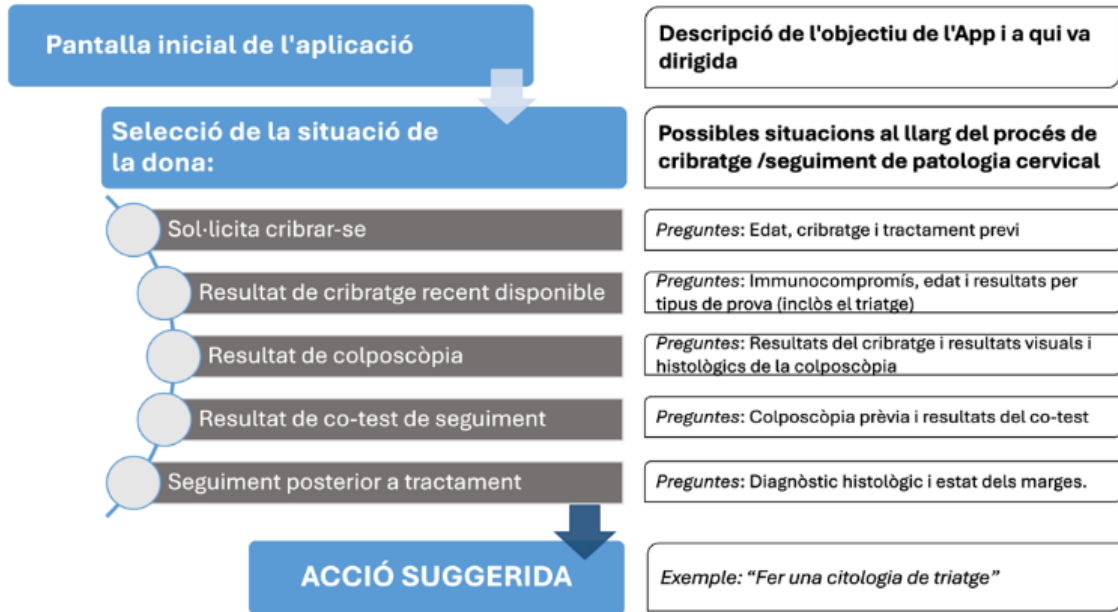 Pantalla inicial de l'aplicació
Descripció de l'objectiu de l'App i a qui va
dirigida
Selecció de la situació de
la dona:
Possibles situacions al llarg del procés de
cribratge /seguiment de patologia cervical
Sol·licita cribrar-se
Preguntes: Edat, cribratge i tractament previ
Resultat de cribratge recent disponible
Preguntes: Immunocompromís, edat i resultats per
tipus de prova (inclòs el triatge)
Resultat de colposcòpia
Preguntes: Resultats del cribratge i resultats visuals i
histològics de la colposcòpia
Resultat de co-test de seguiment
Preguntes: Colposcòpia prèvia i resultats del co-test
Seguiment posterior a tractament
Preguntes: Diagnòstic histològic i estat dels marges.
ACCIÓ SUGGERIDA
Exemple: “Fer una citologia de triatge”